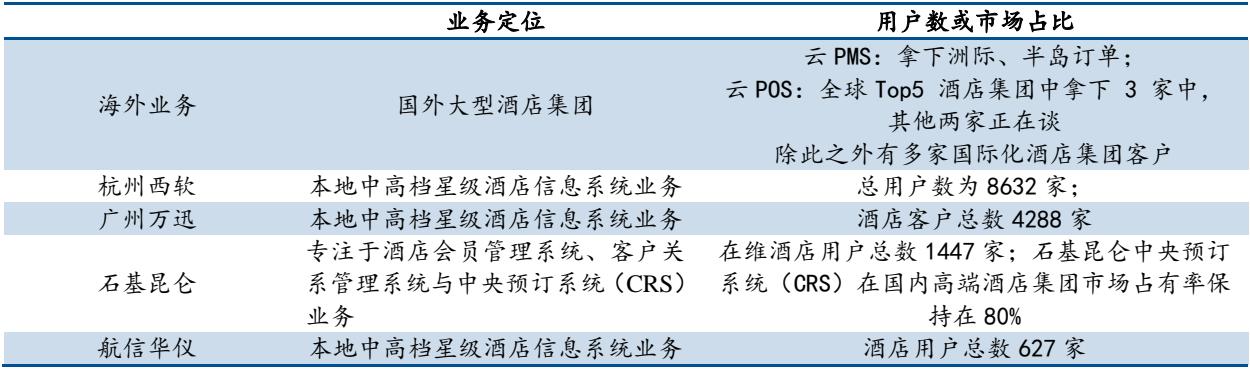 业务定位 用户数或市场占比
海外业务
国外大型酒店集团
云 PMS：拿下洲际、半岛订单；
云 POS：全球 Top5 酒店集团中拿下 3 家中，
其他两家正在谈
除此之外有多家国际化酒店集团客户
杭州西软 本地中高档星级酒店信息系统业务 总用户数为 8632 家；
广州万迅 本地中高档星级酒店信息系统业务 酒店客户总数 4288 家
石基昆仑
专注于酒店会员管理系统、客户关
系管理系统与中央预订系统（CRS）
业务
在维酒店用户总数 1447 家；石基昆仑中央预订
系统（CRS）在国内高端酒店集团市场占有率保
持在 80%
航信华仪 本地中高档星级酒店信息系统业务 酒店用户总数 627 家